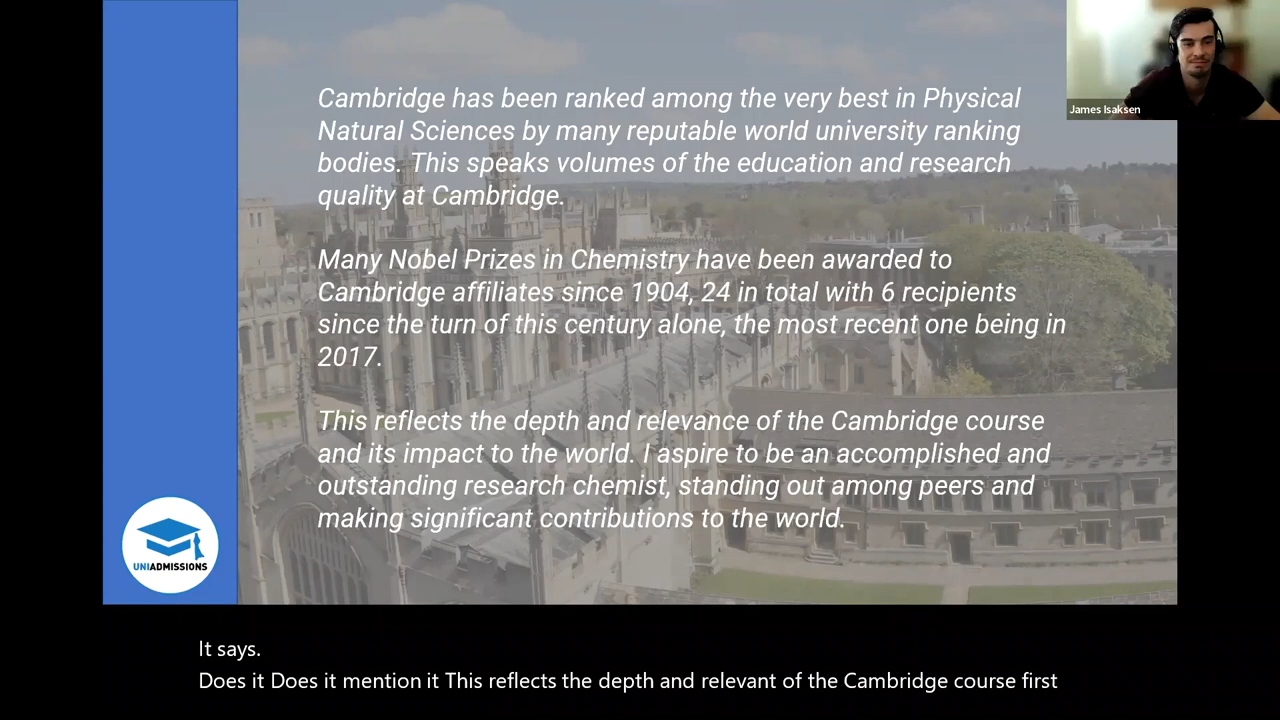 James Isaksen
Cambridge has been ranked among the very best in Physical
Natural Sciences by many reputable world university ranking
bodies. This speaks volumes of the education and research
quality at Cambridge.
Many Nobel Prizes in Chemistry have been awarded to
Cambridge affiliates since 1904, 24 in total with 6 recipients
since the turn of this century alone, the most recent one being in
2017.
This reflects the depth and relevance of the Cambridge course
and its impact to the world. I aspire to be an accomplished and
outstanding research chemist, standing out among peers and
making significant contributions to the world.
UNIADMISSIONS
It says.
Does it Does it mention it This reflects the depth and relevant of the Cambridge course first